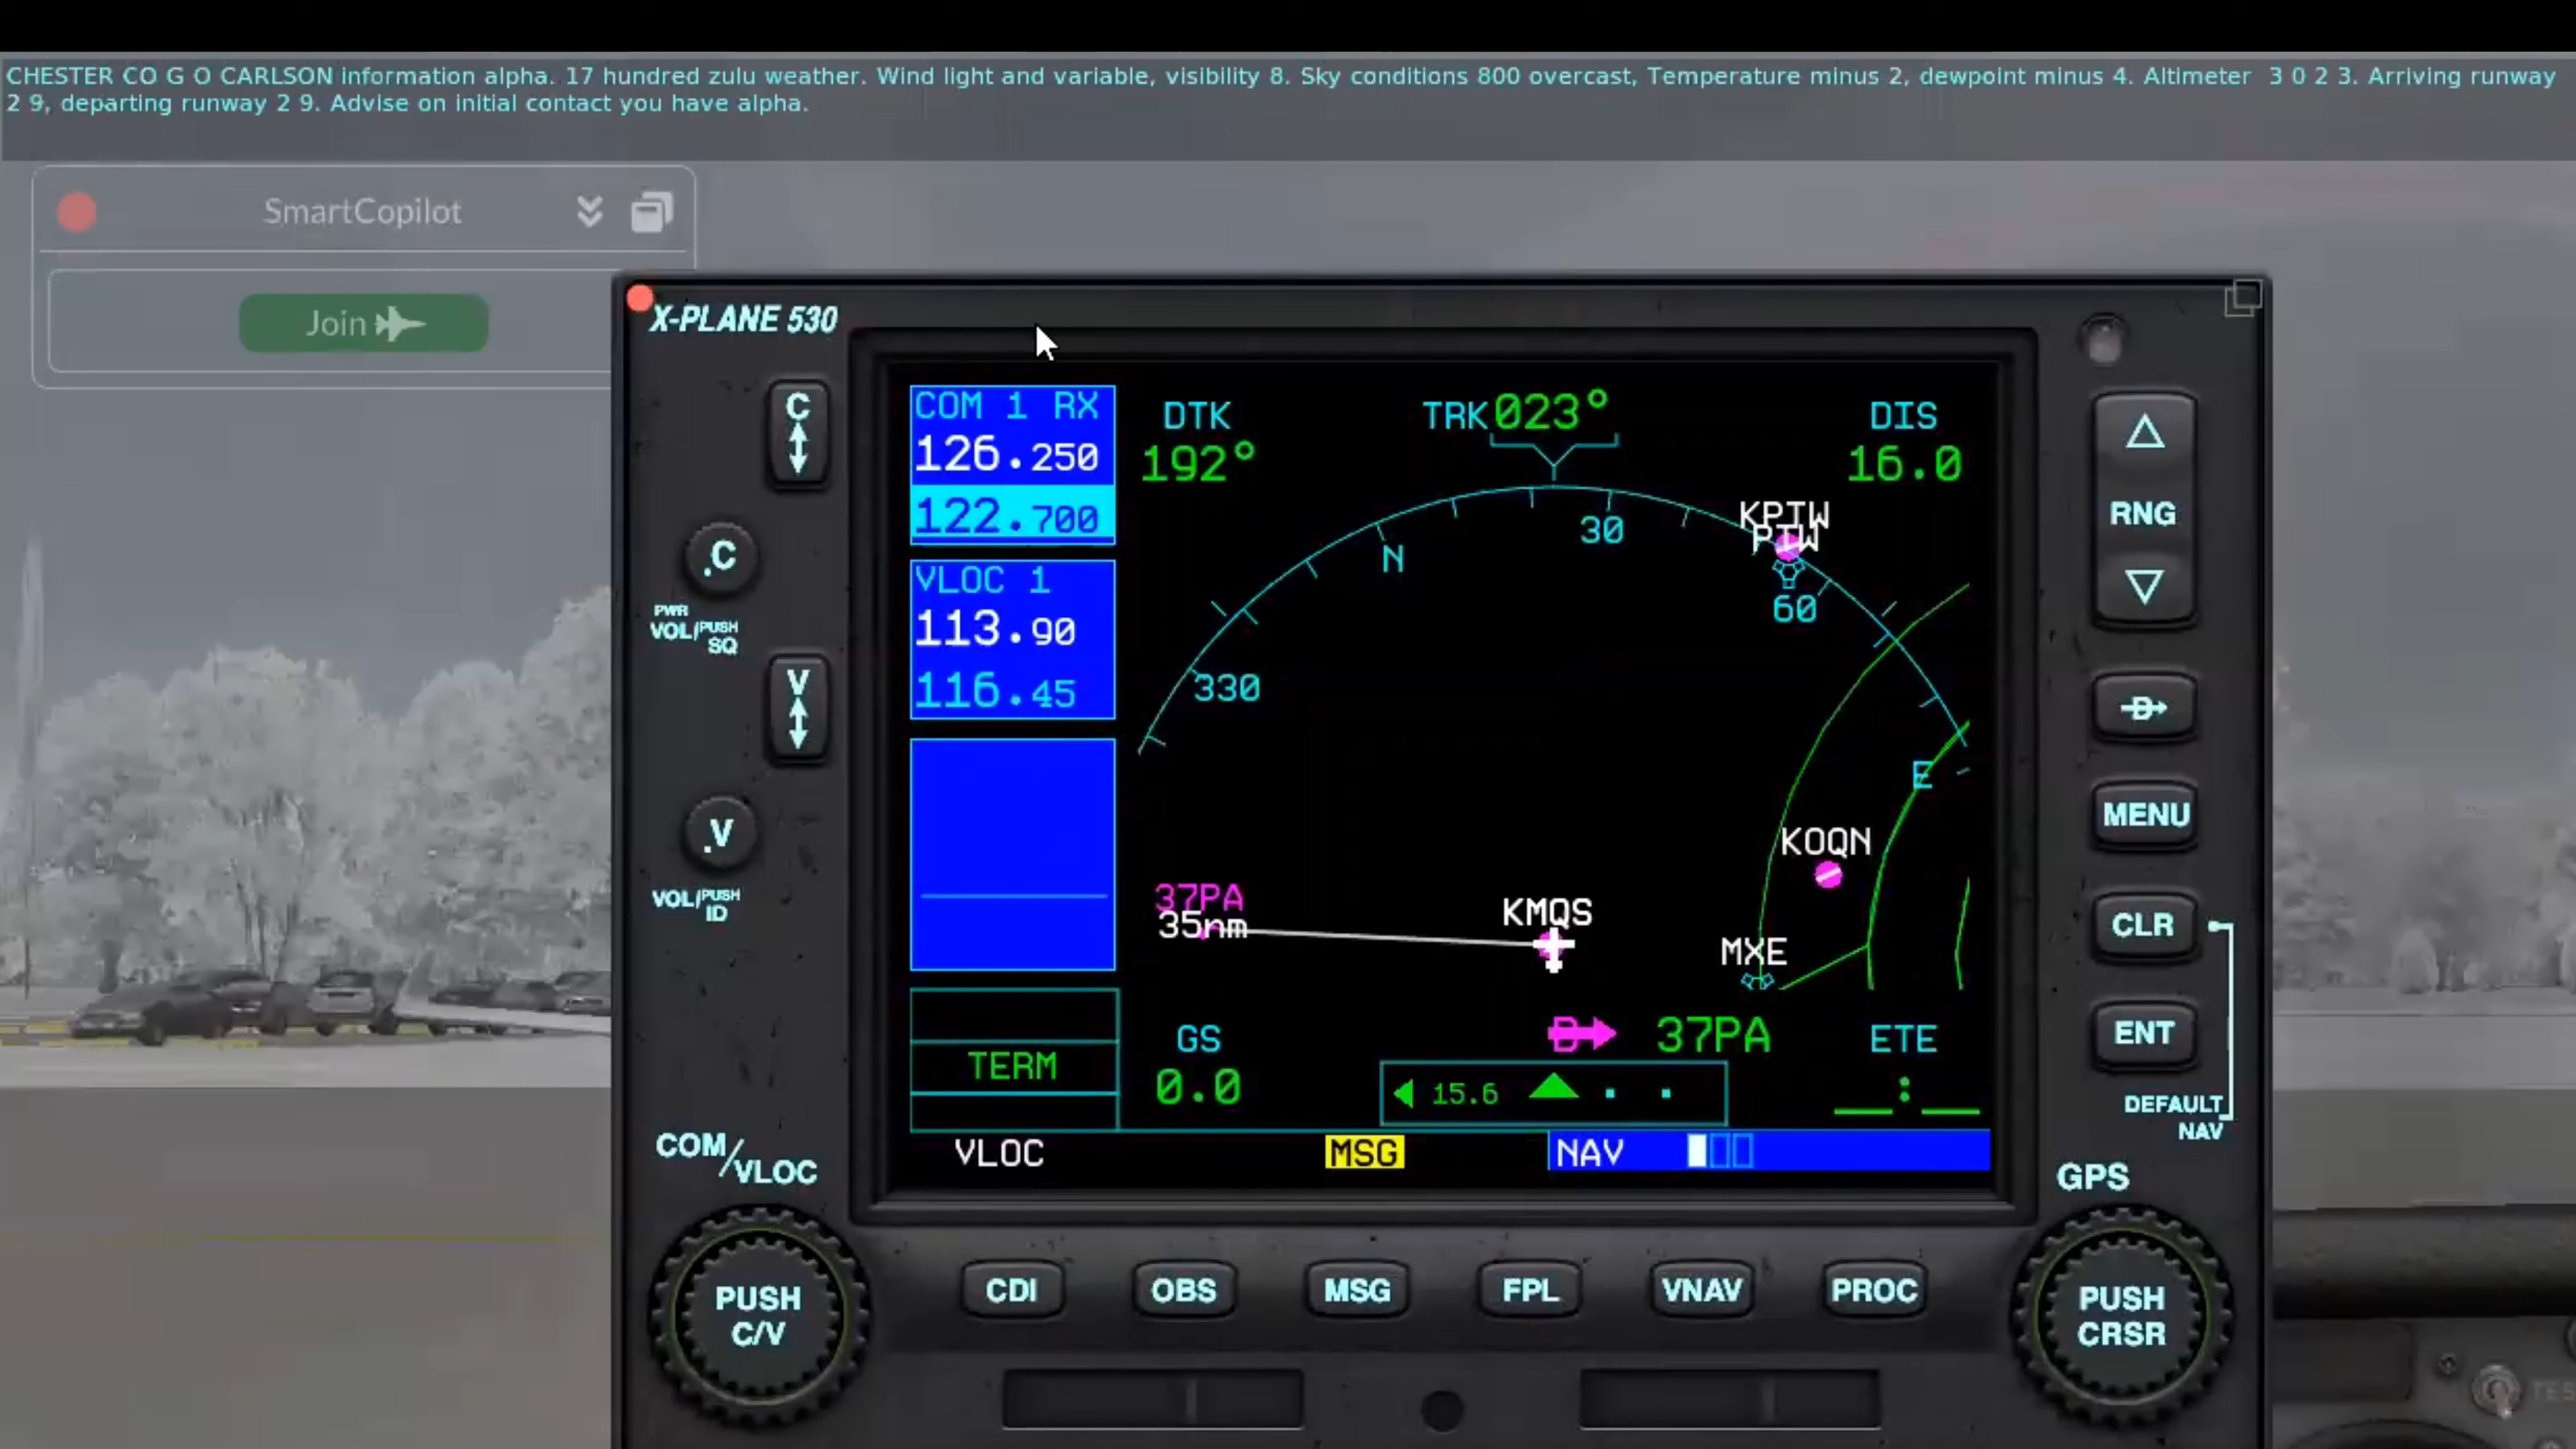 CHESTER CO G O CARLSON information alpha. 17 hundred zulu weather. Wind light and variable, visibility 8. Sky conditions 800 overcast, Temperature minus 2, dewpoint minus 4. Altimeter 3 0 2 3. Arriving runway
2 9, departing runway 2 9. Advise on initial contact you have alpha.
SmartCopilot
Join
X-PLANE 530
C
COM 1 RX
126.250
122.700
DTK
192°
TRK 023°
DIS
16.0
KPTW
PTW
N
30
60
330
E
RNG
C
PWR
VOL/PUSH
SQ
VLOC 1
113.90
116.45
V
V
VOL/PUSH
ID
D
MENU
KOQN
37PA
35nm
KMQS
MXE
CLR
ENT
DEFAULT
NAV
TERM
GS
0.0
D 37PA
15.6
ETE
__:__
VLOC
MSG
NAV
COM/VLOC
GPS
PUSH
C/V
CDI
OBS
MSG
FPL
VNAV
PROC
PUSH
CRSR